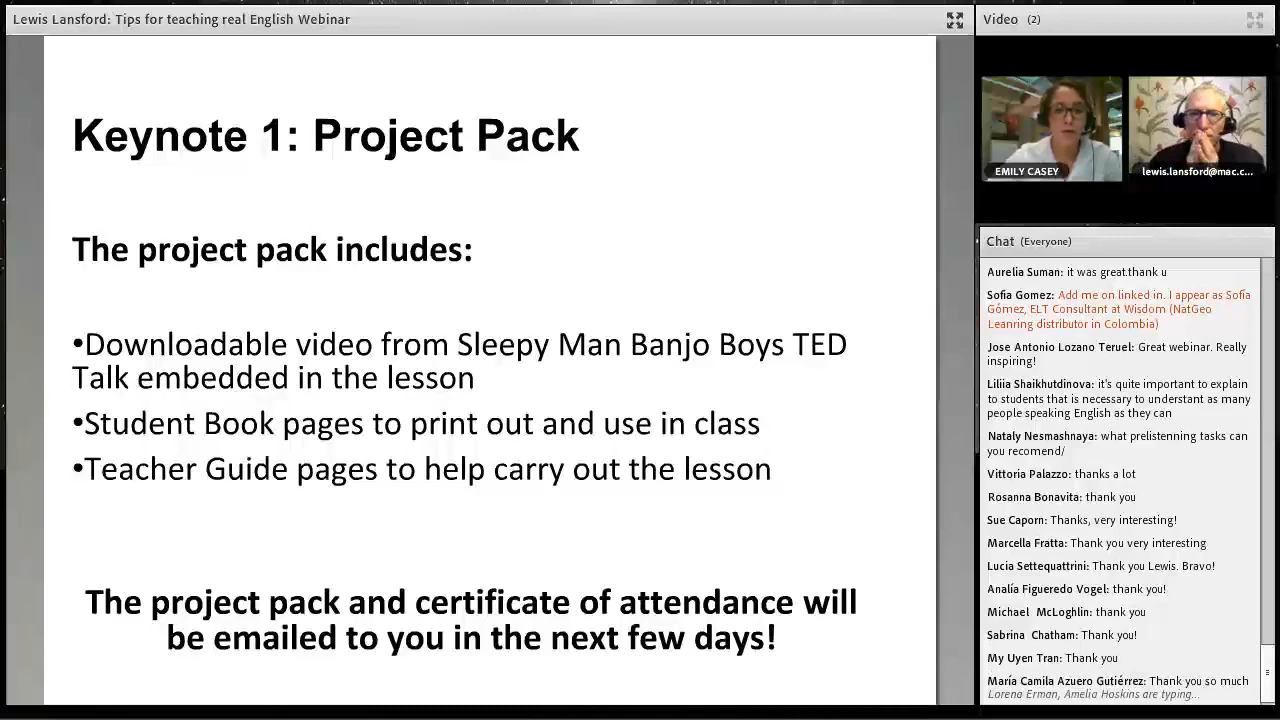 Lewis Lansford: Tips for teaching real English Webinar
Keynote 1: Project Pack
The project pack includes:
•Downloadable video from Sleepy Man Banjo Boys TED
Talk embedded in the lesson
•Student Book pages to print out and use in class
•Teacher Guide pages to help carry out the lesson
The project pack and certificate of attendance will
be emailed to you in the next few days!
Video (2)
EMILY CASEY
lewis.lansford@mac.c...
Chat (Everyone)
Aurelia Suman: it was great.thank u
Sofia Gomez: Add me on linked in. I appear as Sofía
Gómez, ELT Consultant at Wisdom (NatGeo
Leanring distributor in Colombia)
Jose Antonio Lozano Teruel: Great webinar. Really
inspiring!
Liliia Shaikhutdinova: it's quite important to explain
to students that is necessary to understant as many
people speaking English as they can
Nataly Nesmashnaya: what prelistenning tasks can
you recomend/
Vittoria Palazzo: thanks a lot
Rosanna Bonavita: thank you
Sue Caporn: Thanks, very interesting!
Marcella Fratta: Thank you very interesting
Lucia Settequattrini: Thank you Lewis. Bravo!
Analía Figueredo Vogel: thank you!
Michael McLoghlin: thank you
Sabrina Chatham: Thank you!
My Uyen Tran: Thank you
María Camila Azuero Gutiérrez: Thank you so much
Lorena Erman, Amelia Hoskins are typing...